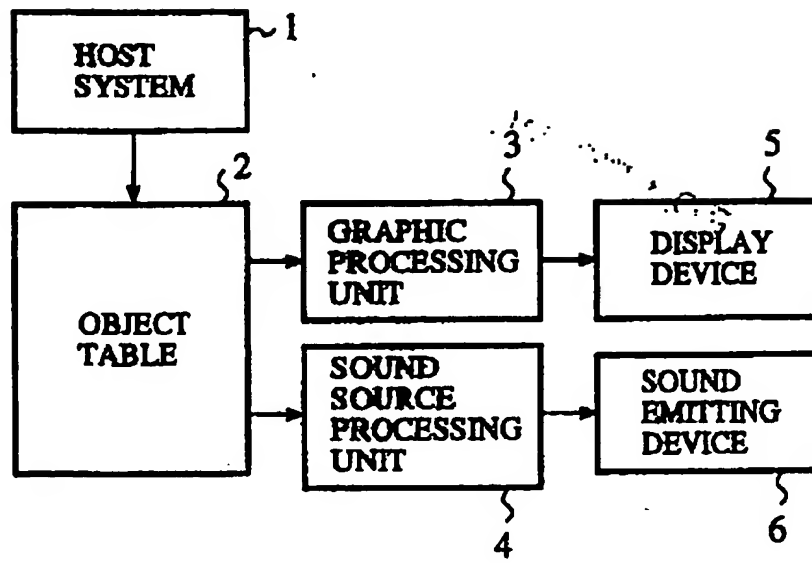 HOST
SYSTEM
1
2
OBJECT
TABLE
3
GRAPHIC
PROCESSING
UNIT
5
DISPLAY
DEVICE
SOUND
SOURCE
PROCESSING
UNIT
4
SOUND
EMITTING
DEVICE
6